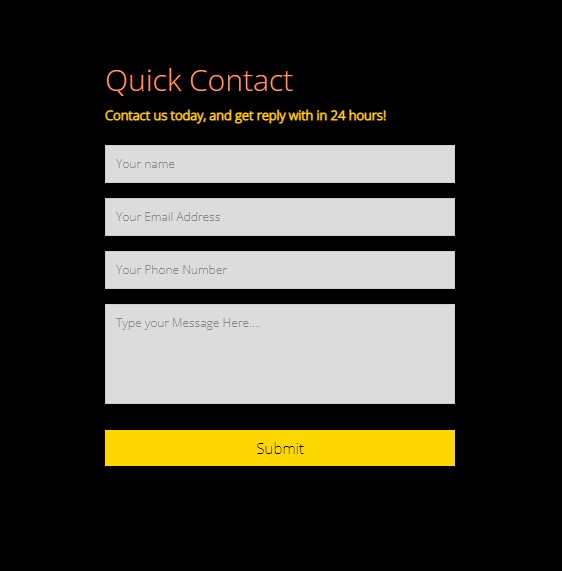 Quick Contact
Contact us today, and get reply with in 24 hours!
Your name
Your Email Address
Your Phone Number
Type your Message Here....
Submit